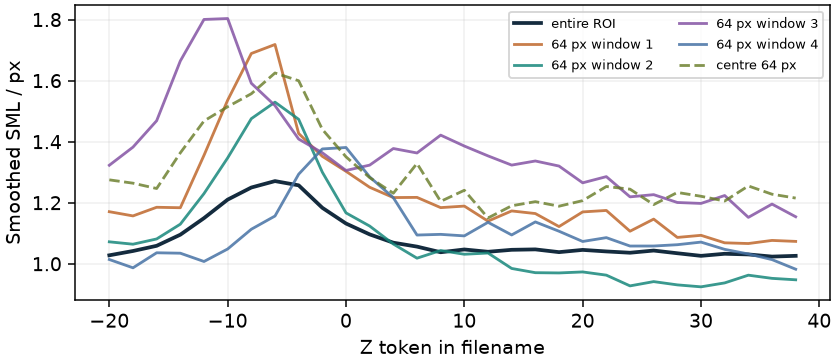 Smoothed SML / px
1.8
1.6
1.4
1.2
1.0
entire ROI
64 px window 1
64 px window 2
64 px window 3
64 px window 4
centre 64 px
−20
−10
0
10
20
30
40
Z token in filename